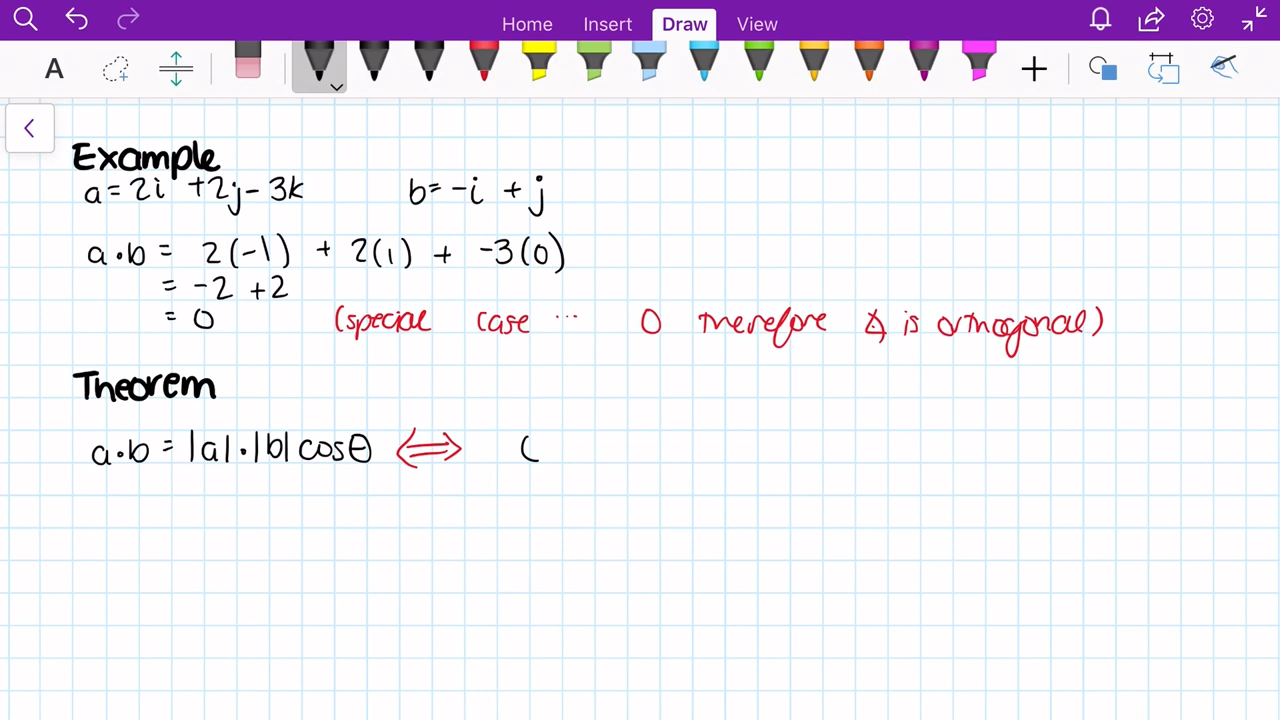 Home Insert Draw View
A
Example
a = 2i + 2j - 3k b = -i + j
a · b = 2(-1) + 2(1) + -3(0)
= -2 + 2
= 0 (special case ... 0 therefore is orthogonal)
Theorem
a · b = |a| · |b| cosθ ⇔ (